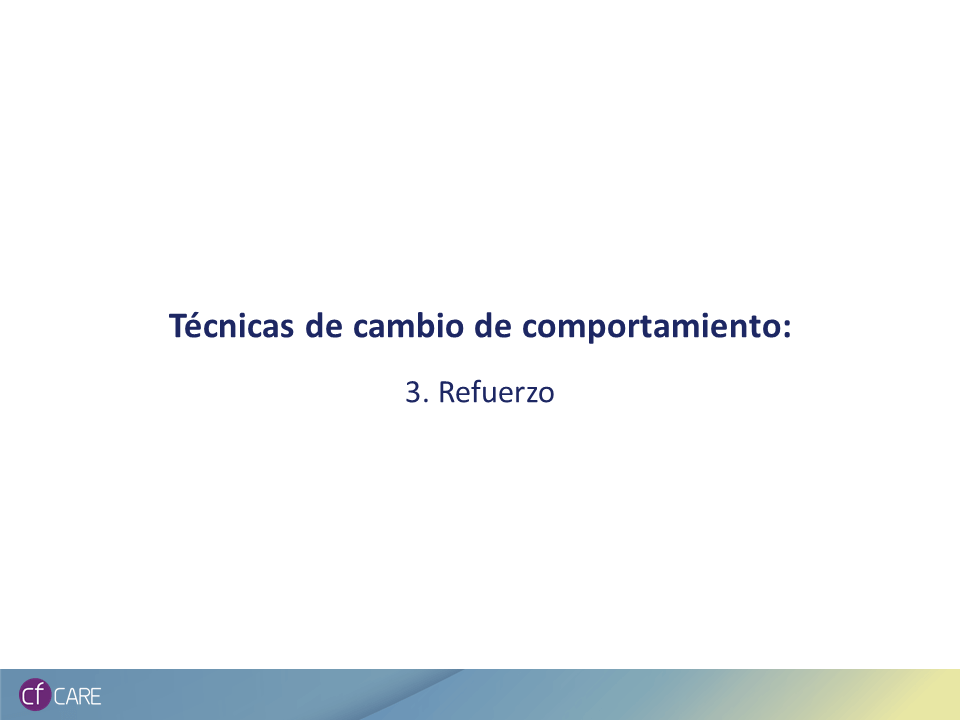 Técnicas de cambio de comportamiento:
3. Refuerzo
cf CARE